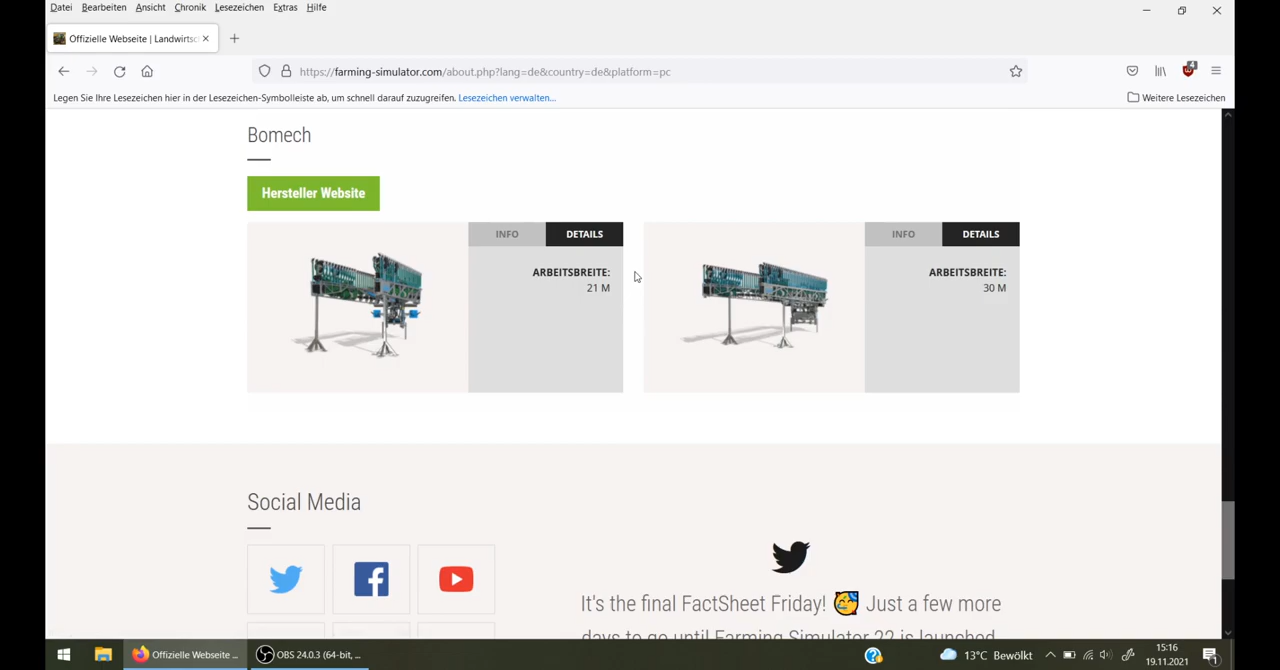 Datei Bearbeiten Ansicht Chronik Lesezeichen Extras Hilfe
Offizielle Webseite | Landwirtsc
https://farming-simulator.com/about.php?lang=de&country=de&platform=pc
4
Legen Sie Ihre Lesezeichen hier in der Lesezeichen-Symbolleiste ab, um schnell darauf zuzugreifen. Lesezeichen verwalten...
Weitere Lesezeichen
Bomech
Hersteller Website
INFO DETAILS
ARBEITSBREITE:
21 M
INFO DETAILS
ARBEITSBREITE:
30 M
Social Media
It's the final FactSheet Friday! 🥳 Just a few more
days to go until Farming Simulator 22 is launched
Offizielle Webseite ...
OBS 24.0.3 (64-bit, ...
13°C Bewölkt
15:16
19.11.2021
1